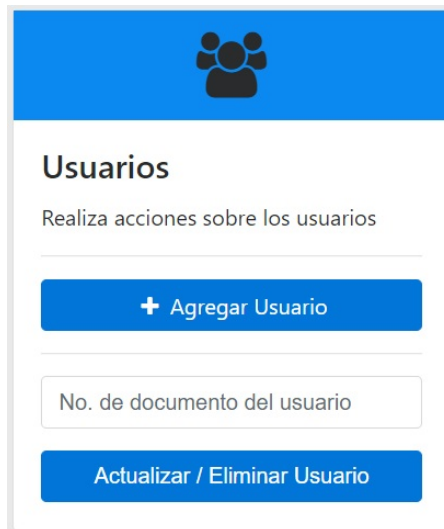 Usuarios
Realiza acciones sobre los usuarios
Agregar Usuario
No. de documento del usuario
Actualizar / Eliminar Usuario